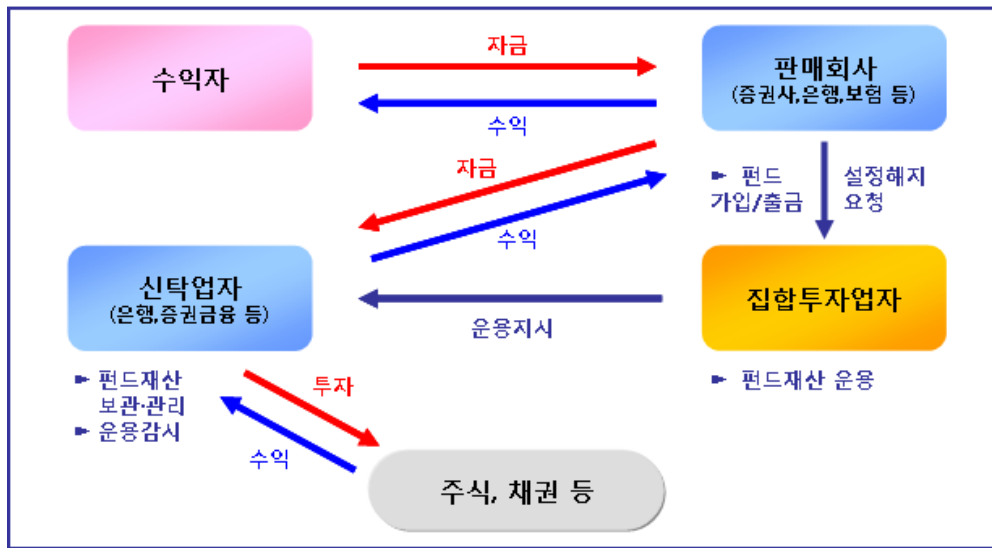 수익자
자금
수익
판매회사
(증권사,은행,보험 등)
자금
수익
► 펀드
가입/출금
설정해지
요청
신탁업자
(은행,증권금융 등)
운용지시
집합투자업자
► 펀드재산
보관·관리
► 운용감시
투자
수익
► 펀드재산 운용
주식, 채권 등